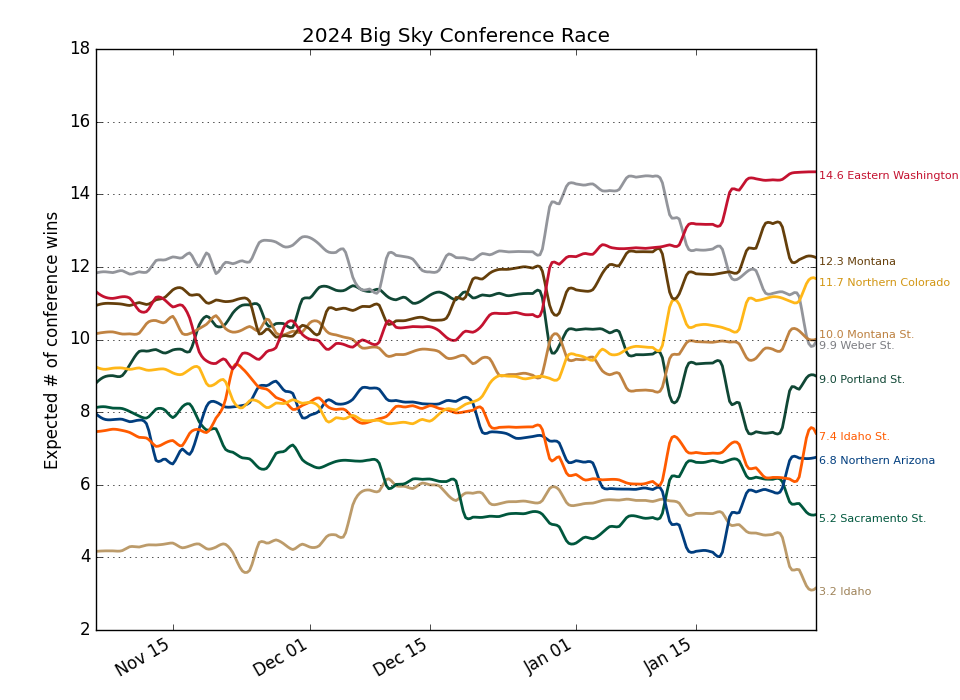 2024 Big Sky Conference Race
Expected # of conference wins
18
16
14
12
10
8
6
4
2
Nov 15
Dec 01
Dec 15
Jan 01
Jan 15
14.6 Eastern Washington
12.3 Montana
11.7 Northern Colorado
10.0 Montana St.
9.9 Weber St.
9.0 Portland St.
7.4 Idaho St.
6.8 Northern Arizona
5.2 Sacramento St.
3.2 Idaho